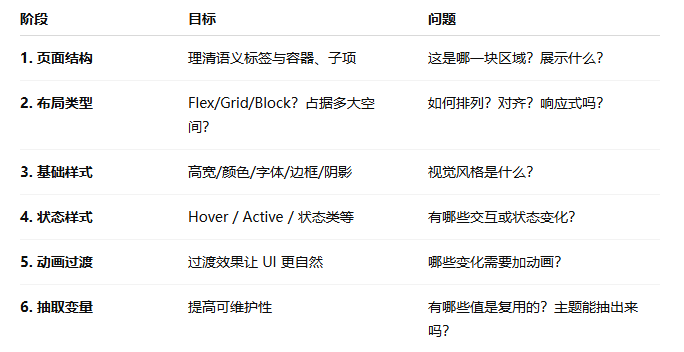 阶段 目标 问题
1. 页面结构 理清语义标签与容器、子项 这是哪一块区域？展示什么？
2. 布局类型 Flex/Grid/Block？占据多大空 如何排列？对齐？响应式吗？
间？
3. 基础样式 高宽/颜色/字体/边框/阴影 视觉风格是什么？
4. 状态样式 Hover / Active / 状态类等 有哪些交互或状态变化？
5. 动画过渡 过渡效果让 UI 更自然 哪些变化需要加动画？
6. 抽取变量 提高可维护性 有哪些值是复用的？主题能抽出来
吗？